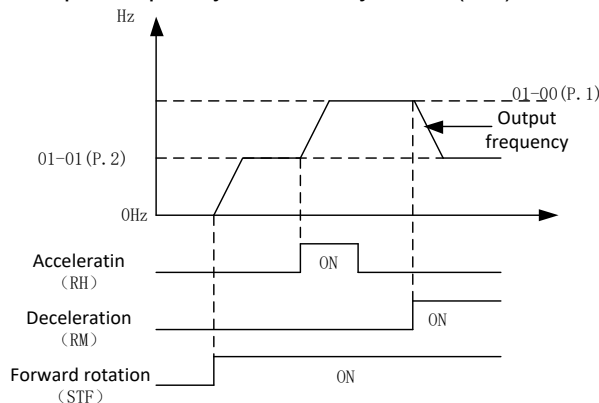 Hz
01-00(P.1)
Output
frequency
01-01(P.2)
0Hz
Acceleratin
(RH)
ON
Deceleration
(RM)
ON
Forward rotation
(STF)
ON